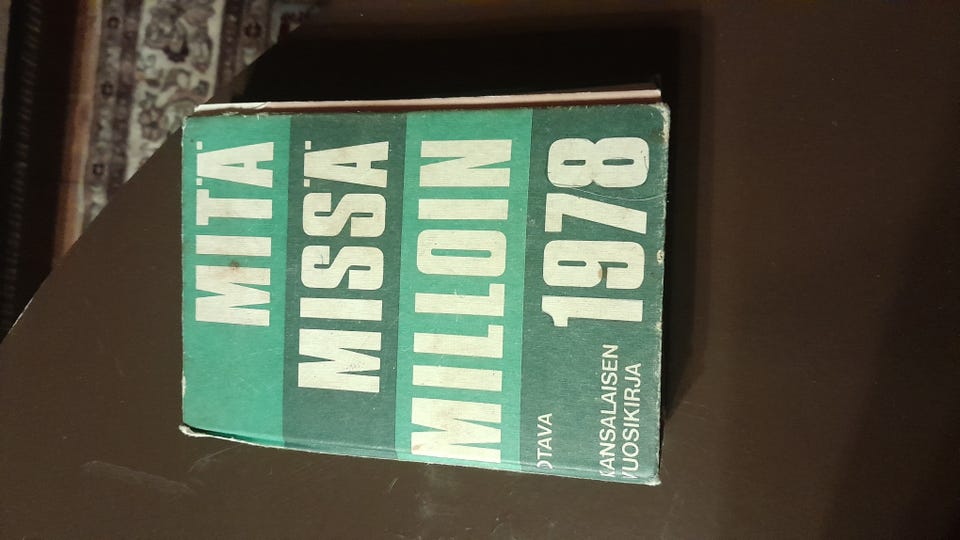 MITÄ
MISSÄ
MILLOIN
1978
OTAVA
KANSALAISEN
VUOSIKIRJA